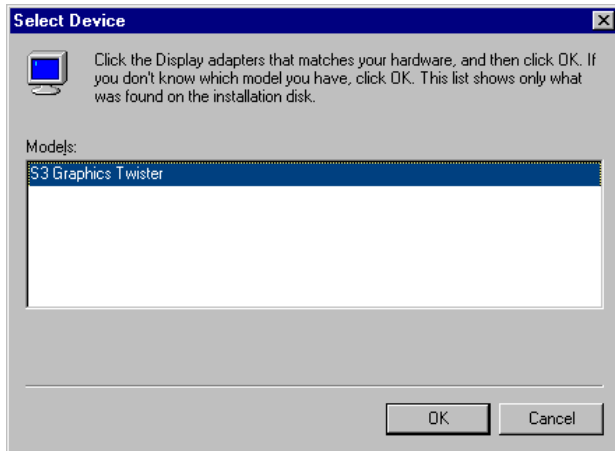 Select Device
Click the Display adapters that matches your hardware, and then click OK. If
you don't know which model you have, click OK. This list shows only what
was found on the installation disk.
Models:
S3 Graphics Twister
OK
Cancel